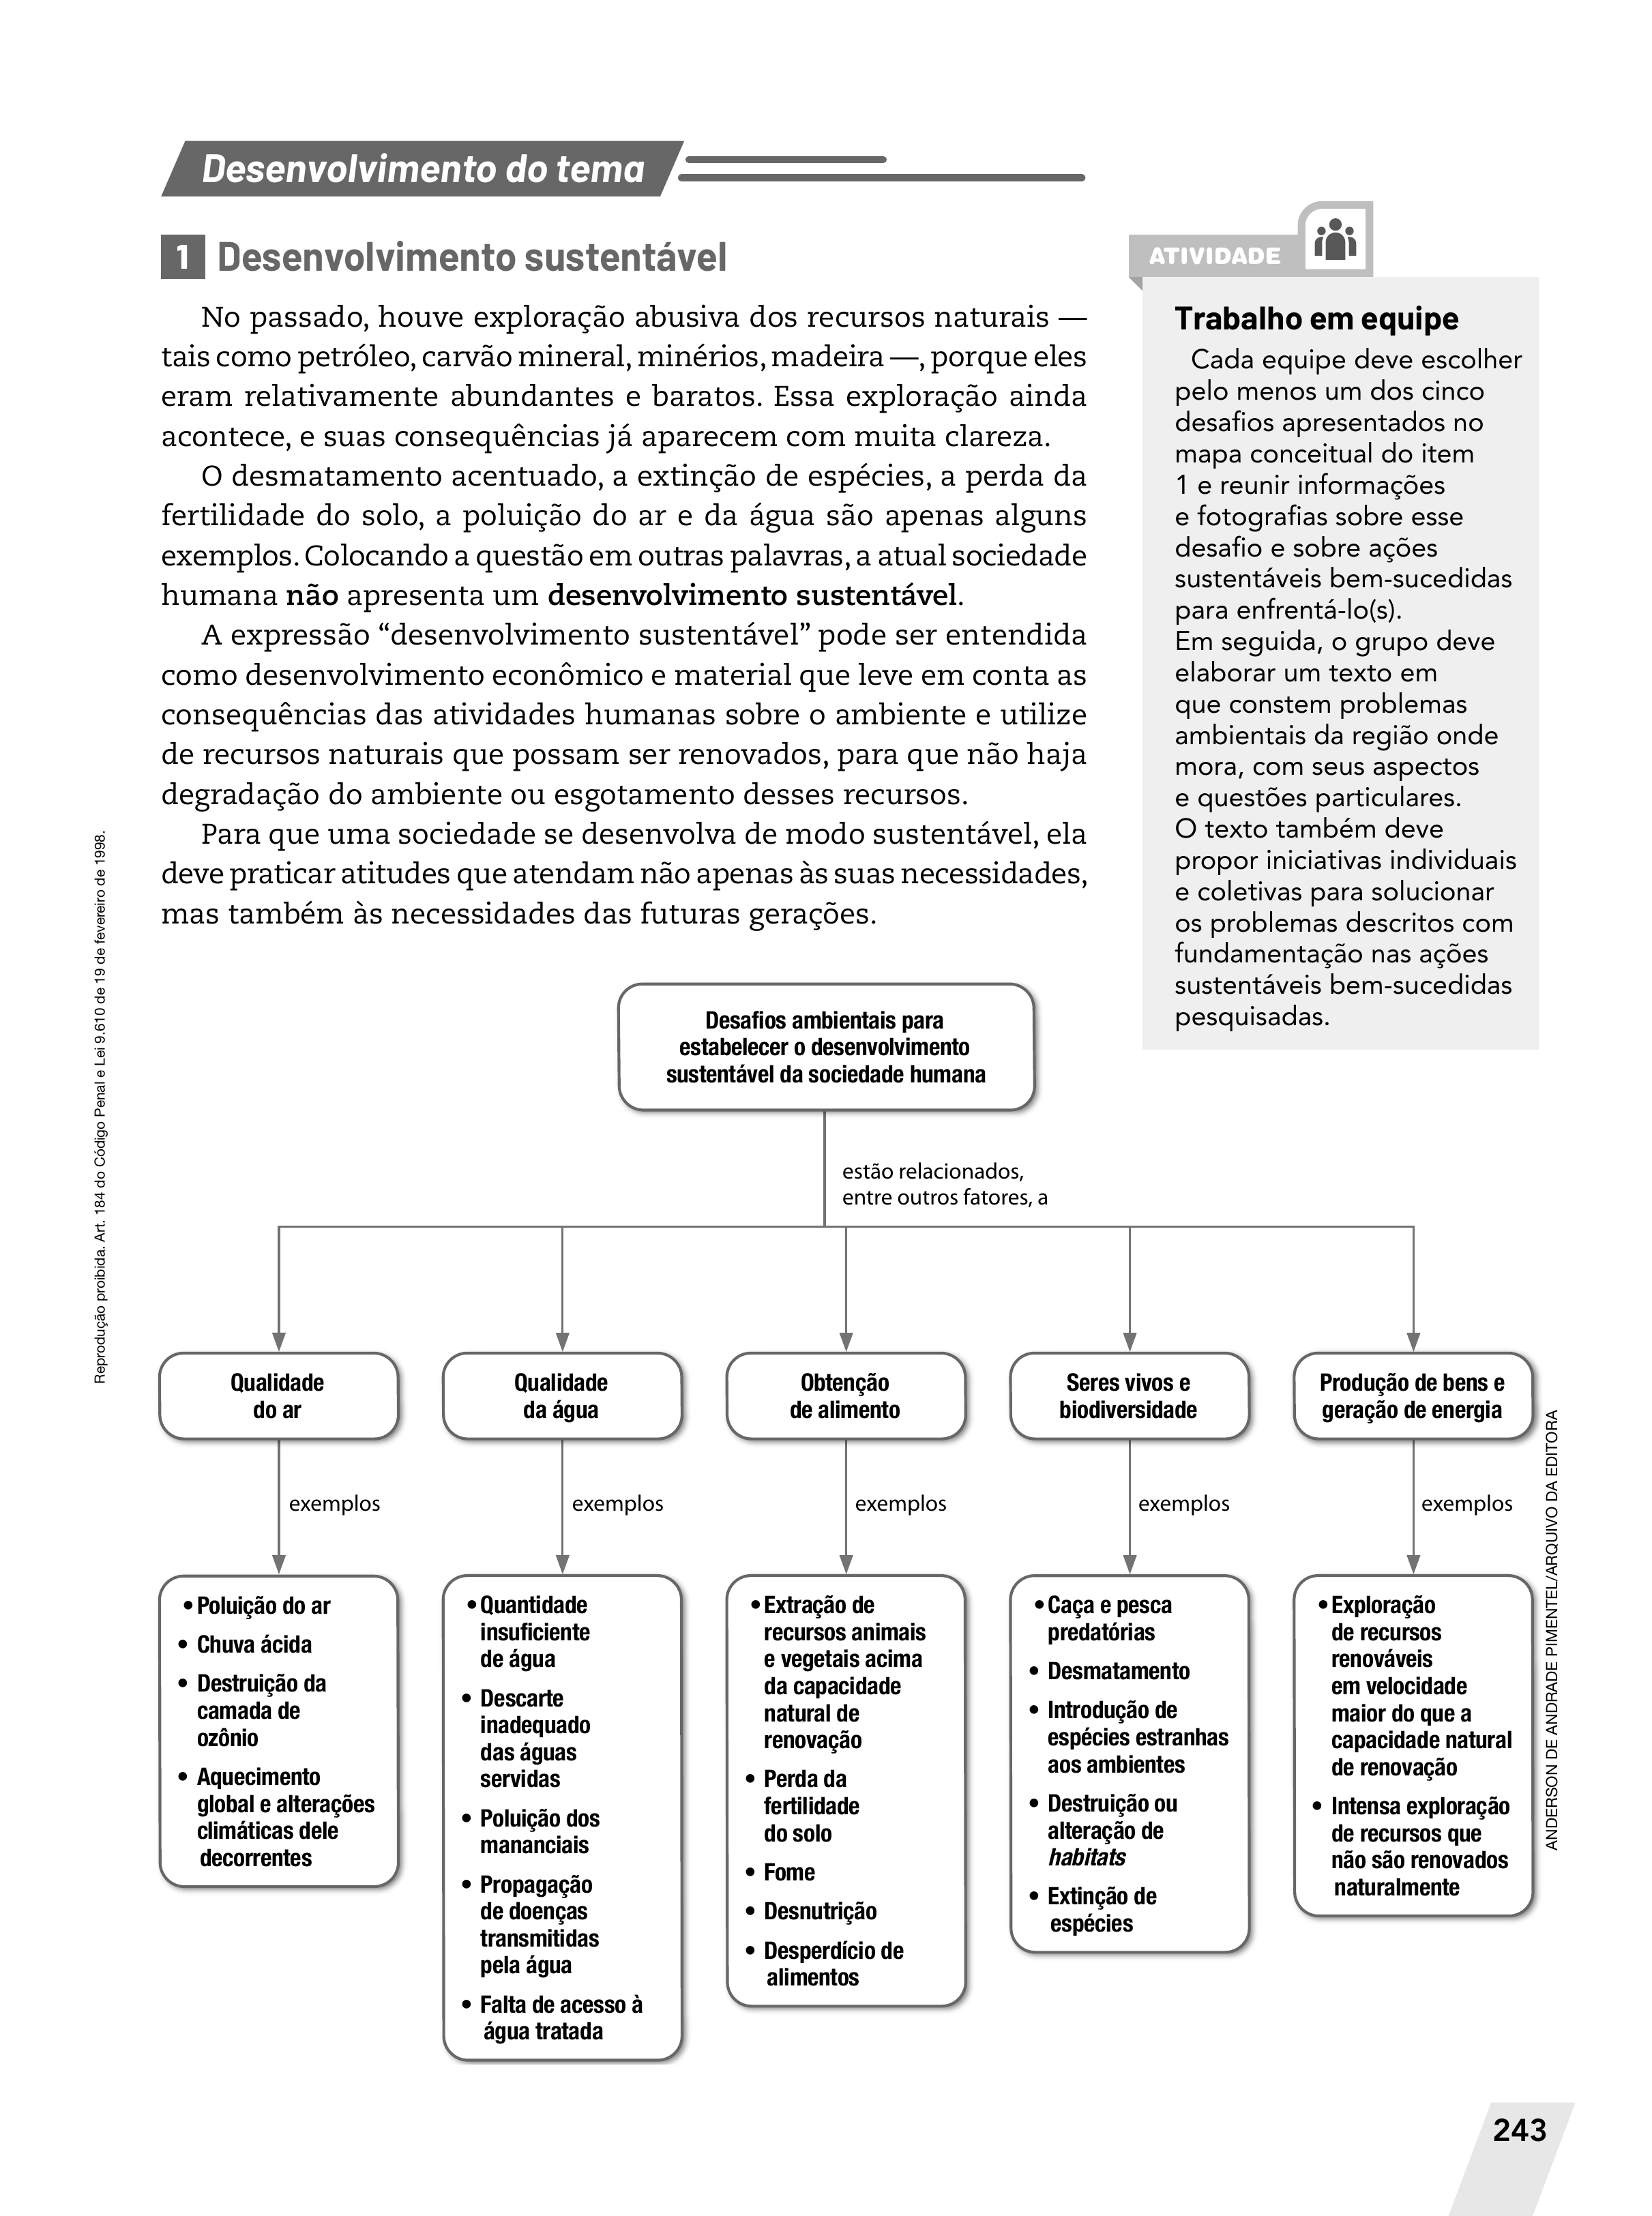 Desenvolvimento do tema
1 Desenvolvimento sustentável
No passado, houve exploração abusiva dos recursos naturais —
tais como petróleo, carvão mineral, minérios, madeira —, porque eles
eram relativamente abundantes e baratos. Essa exploração ainda
acontece, e suas consequências já aparecem com muita clareza.
O desmatamento acentuado, a extinção de espécies, a perda da
fertilidade do solo, a poluição do ar e da água são apenas alguns
exemplos. Colocando a questão em outras palavras, a atual sociedade
humana não apresenta um desenvolvimento sustentável.
A expressão “desenvolvimento sustentável” pode ser entendida
como desenvolvimento econômico e material que leve em conta as
consequências das atividades humanas sobre o ambiente e utilize
de recursos naturais que possam ser renovados, para que não haja
degradação do ambiente ou esgotamento desses recursos.
Para que uma sociedade se desenvolva de modo sustentável, ela
deve praticar atitudes que atendam não apenas às suas necessidades,
mas também às necessidades das futuras gerações.
ATIVIDADE
Trabalho em equipe
Cada equipe deve escolher
pelo menos um dos cinco
desafios apresentados no
mapa conceitual do item
1 e reunir informações
e fotografias sobre esse
desafio e sobre ações
sustentáveis bem-sucedidas
para enfrentá-lo(s).
Em seguida, o grupo deve
elaborar um texto em
que constem problemas
ambientais da região onde
mora, com seus aspectos
e questões particulares.
O texto também deve
propor iniciativas individuais
e coletivas para solucionar
os problemas descritos com
fundamentação nas ações
sustentáveis bem-sucedidas
pesquisadas.
Reprodução proibida. Art. 184 do Código Penal e Lei 9.610 de 19 de fevereiro de 1998.
Desafios ambientais para
estabelecer o desenvolvimento
sustentável da sociedade humana
estão relacionados,
entre outros fatores, a
Qualidade
do ar
exemplos
• Poluição do ar
• Chuva ácida
• Destruição da
camada de
ozônio
• Aquecimento
global e alterações
climáticas dele
decorrentes
Qualidade
da água
exemplos
• Quantidade
insuficiente
de água
• Descarte
inadequado
das águas
servidas
• Poluição dos
mananciais
• Propagação
de doenças
transmitidas
pela água
• Falta de acesso à
água tratada
Obtenção
de alimento
exemplos
• Extração de
recursos animais
e vegetais acima
da capacidade
natural de
renovação
• Perda da
fertilidade
do solo
• Fome
• Desnutrição
• Desperdício de
alimentos
Seres vivos e
biodiversidade
exemplos
• Caça e pesca
predatórias
• Desmatamento
• Introdução de
espécies estranhas
aos ambientes
• Destruição ou
alteração de
habitats
• Extinção de
espécies
Produção de bens e
geração de energia
exemplos
• Exploração
de recursos
renováveis
em velocidade
maior do que a
capacidade natural
de renovação
• Intensa exploração
de recursos que
não são renovados
naturalmente
ANDERSON DE ANDRADE PIMENTEL/ARQUIVO DA EDITORA
243